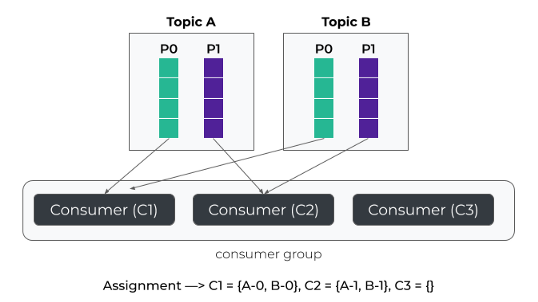 Topic A
Topic B
P0 P1
P0 P1
Consumer (C1)
Consumer (C2)
Consumer (C3)
consumer group
Assignment —> C1 = {A-0, B-0}, C2 = {A-1, B-1}, C3 = {}